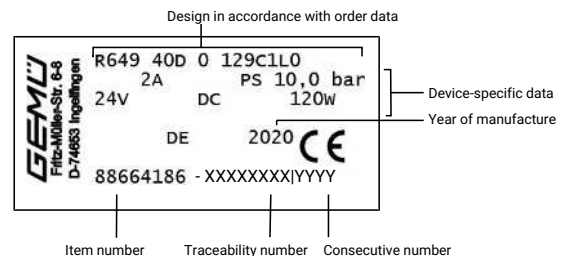 Design in accordance with order data
GEMÜ
Fritz-Müller-Str. 6-8
D-74653 Ingelfingen
R649 40D 0 129C1L0
2A PS 10,0 bar
24V DC 120W
Device-specific data
Year of manufacture
DE 2020 CE
88664186 -XXXXXXXX|YYYY
Item number Traceability number Consecutive number